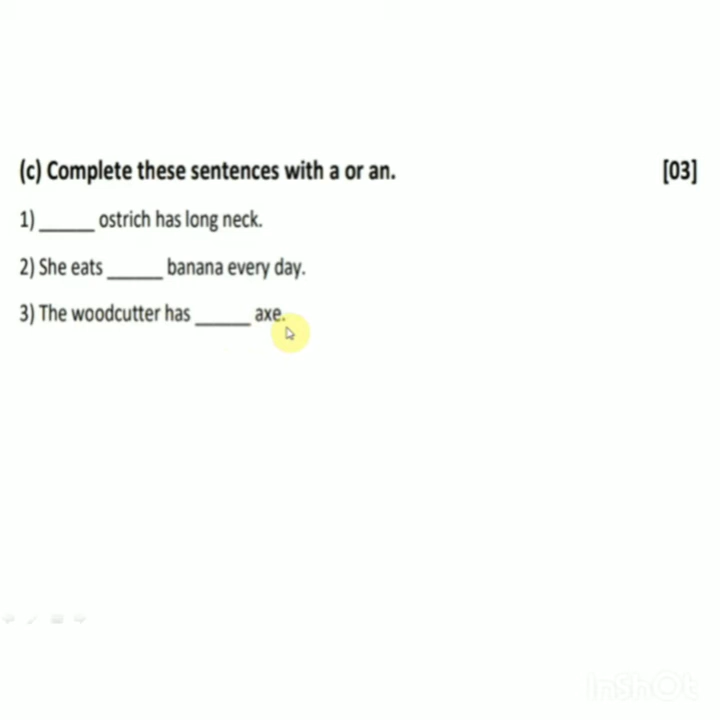 (c) Complete these sentences with a or an. [03]
1)______ ostrich has long neck.
2) She eats ______ banana every day.
3) The woodcutter has ______ axe.
InShOt